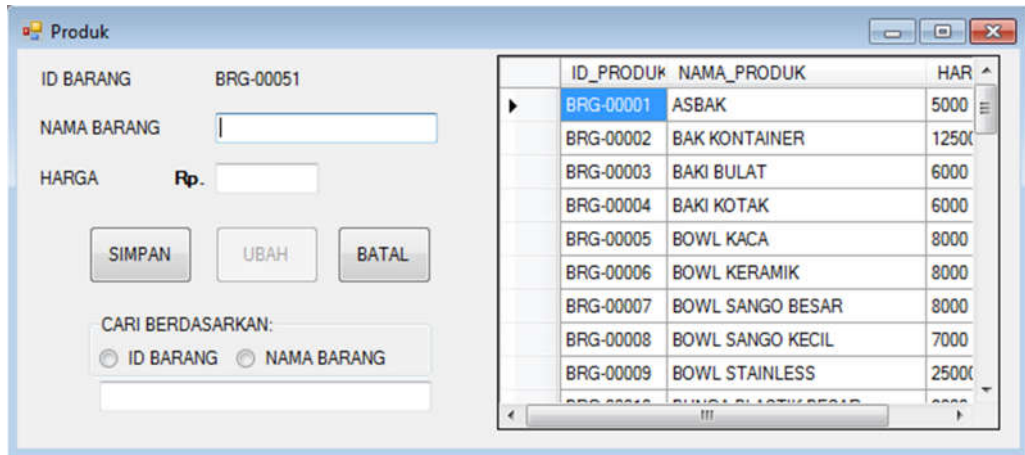 Produk
ID BARANG BRG-00051
NAMA BARANG
HARGA Rp.
SIMPAN UBAH BATAL
CARI BERDASARKAN:
ID BARANG NAMA BARANG
ID_PRODUK NAMA_PRODUK HAR
BRG-00001 ASBAK 5000
BRG-00002 BAK KONTAINER 12500
BRG-00003 BAKI BULAT 6000
BRG-00004 BAKI KOTAK 6000
BRG-00005 BOWL KACA 8000
BRG-00006 BOWL KERAMIK 8000
BRG-00007 BOWL SANGO BESAR 8000
BRG-00008 BOWL SANGO KECIL 7000
BRG-00009 BOWL STAINLESS 25000